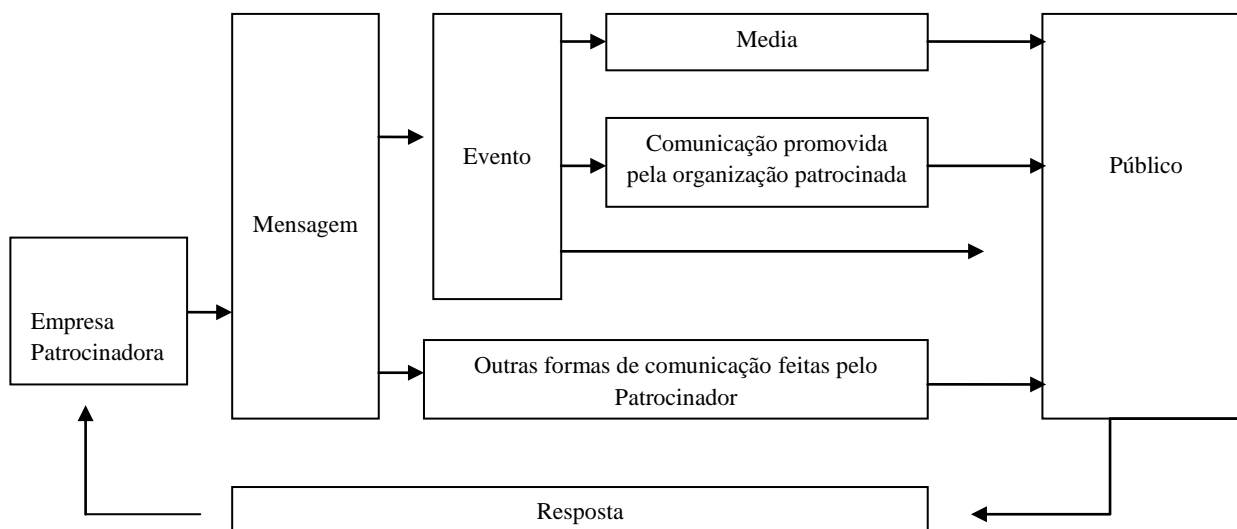 Empresa
Patrocinadora
Mensagem
Evento
Media
Comunicação promovida
pela organização patrocinada
Outras formas de comunicação feitas pelo
Patrocinador
Público
Resposta